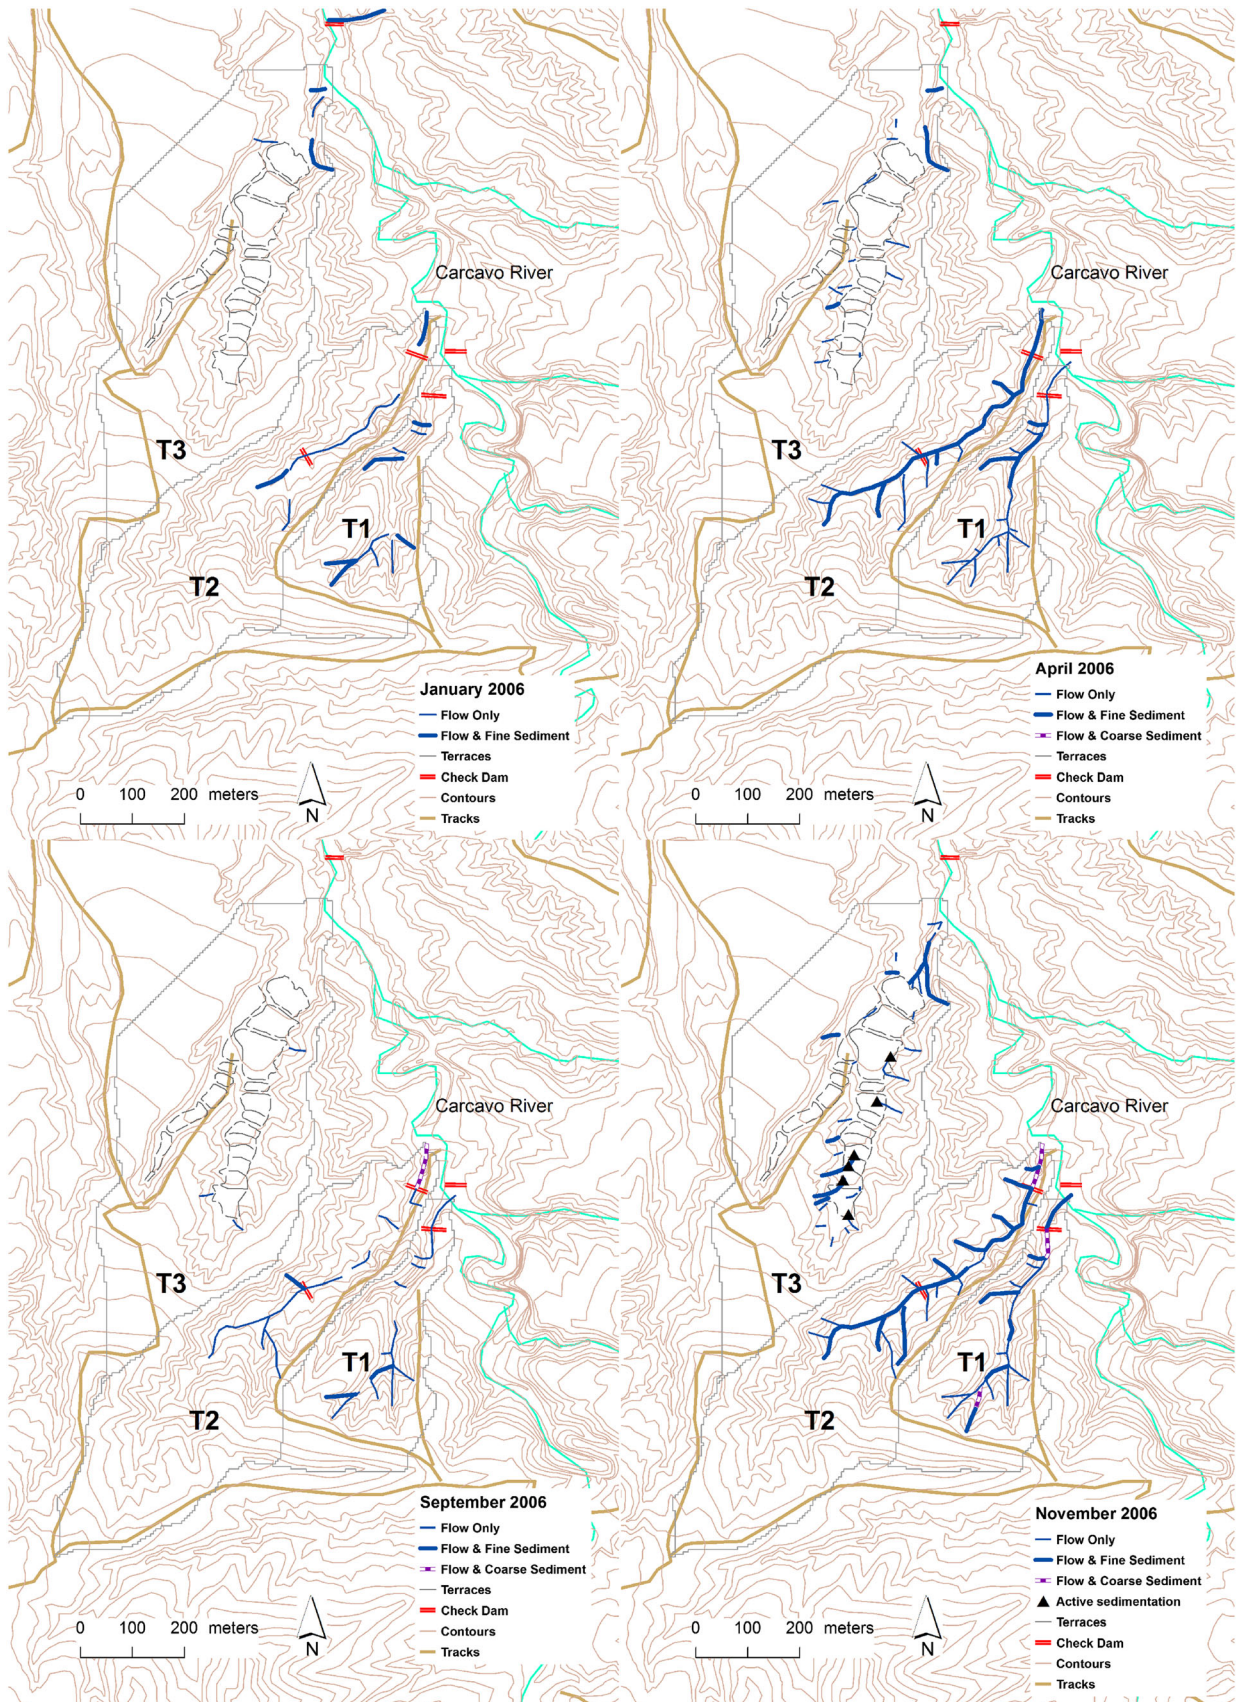 Carcavo River
T3
T1
T2
January 2006
Flow Only
Flow & Fine Sediment
Terraces
Check Dam
Contours
Tracks
0 100 200 meters
N
Carcavo River
T3
T1
T2
April 2006
Flow Only
Flow & Fine Sediment
Flow & Coarse Sediment
Terraces
Check Dam
Contours
Tracks
0 100 200 meters
N
Carcavo River
T3
T1
T2
September 2006
Flow Only
Flow & Fine Sediment
Flow & Coarse Sediment
Terraces
Check Dam
Contours
Tracks
0 100 200 meters
N
Carcavo River
T3
T1
T2
November 2006
Flow Only
Flow & Fine Sediment
Flow & Coarse Sediment
Active sedimentation
Terraces
Check Dam
Contours
Tracks
0 100 200 meters
N